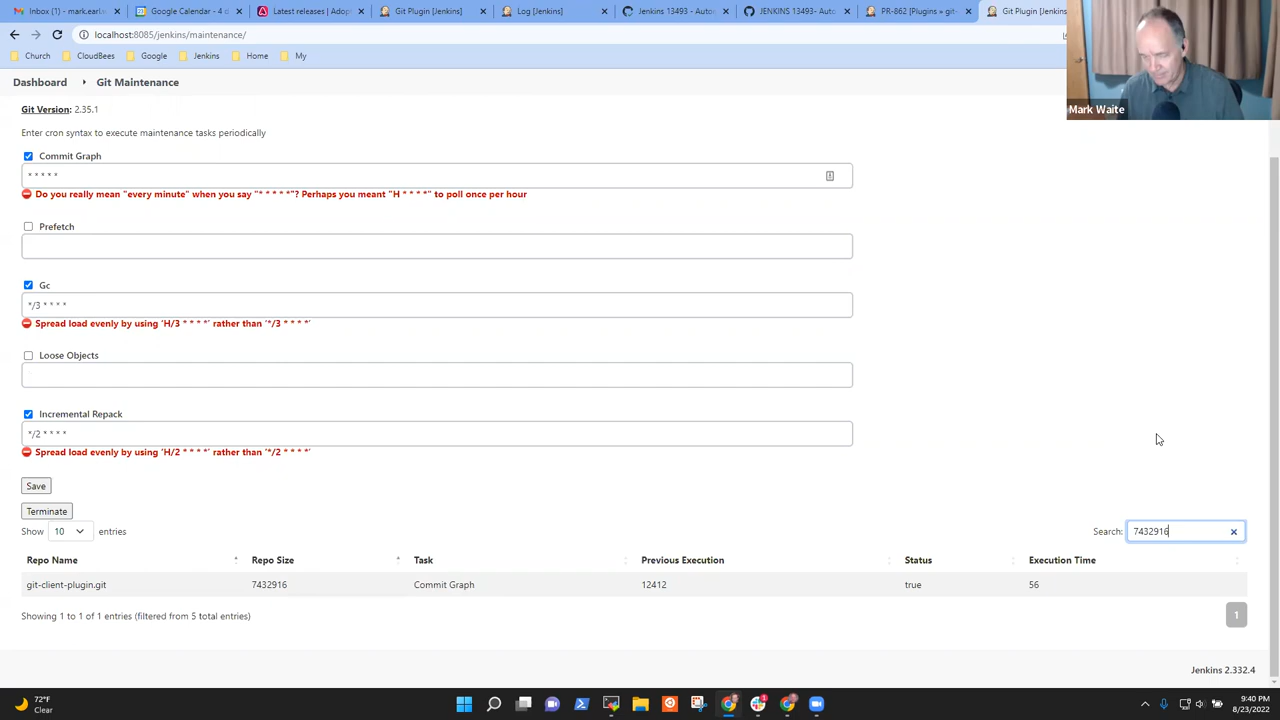 Inbox (1) - mark.earlw
Google Calendar - 4 d
Latest releases | Adop
Git Plugin [Jenkins]
Log [Jenkins]
Jenkins 13493- Auto
JENKINS 13493- Auto
PR-862 [Plugins » git-
Git Plugin [Jenkins
localhost:8085/jenkins/maintenance/
Church
CloudBees
Google
Jenkins
Home
My
Mark Waite
Dashboard
Git Maintenance
Git Version: 2.35.1
Enter cron syntax to execute maintenance tasks periodically
Commit Graph
* * * * *
Do you really mean "every minute" when you say "* * * * *"? Perhaps you meant "H * * * *" to poll once per hour
Prefetch
Gc
*/3 * * * *
Spread load evenly by using ‘H/3 * * * *’ rather than ‘*/3 * * * *’
Loose Objects
Incremental Repack
*/2 * * * *
Spread load evenly by using ‘H/2 * * * *’ rather than ‘*/2 * * * *’
Save
Terminate
Show 10 entries
Search: 7432916
Repo Name Repo Size Task Previous Execution Status Execution Time
git-client-plugin.git 7432916 Commit Graph 12412 true 56
Showing 1 to 1 of 1 entries (filtered from 5 total entries)
1
Jenkins 2.332.4
72°F
Clear
9:40 PM
8/23/2022